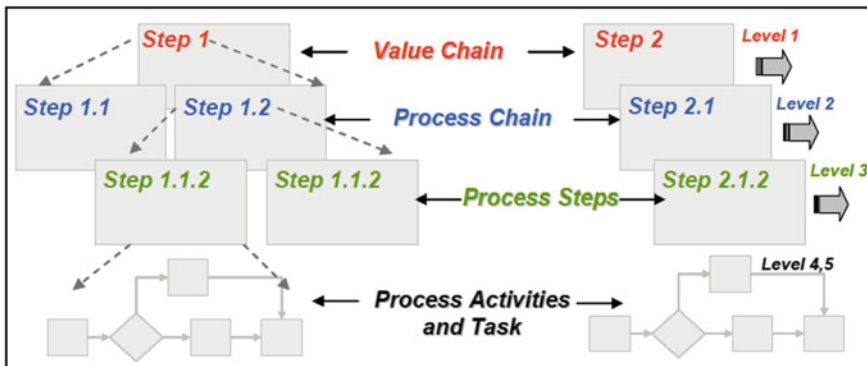 Step 1
Value Chain
Step 2
Level 1
Step 1.1
Step 1.2
Process Chain
Step 2.1
Level 2
Step 1.1.2
Step 1.1.2
Process Steps
Step 2.1.2
Level 3
Level 4,5
Process Activities
and Task